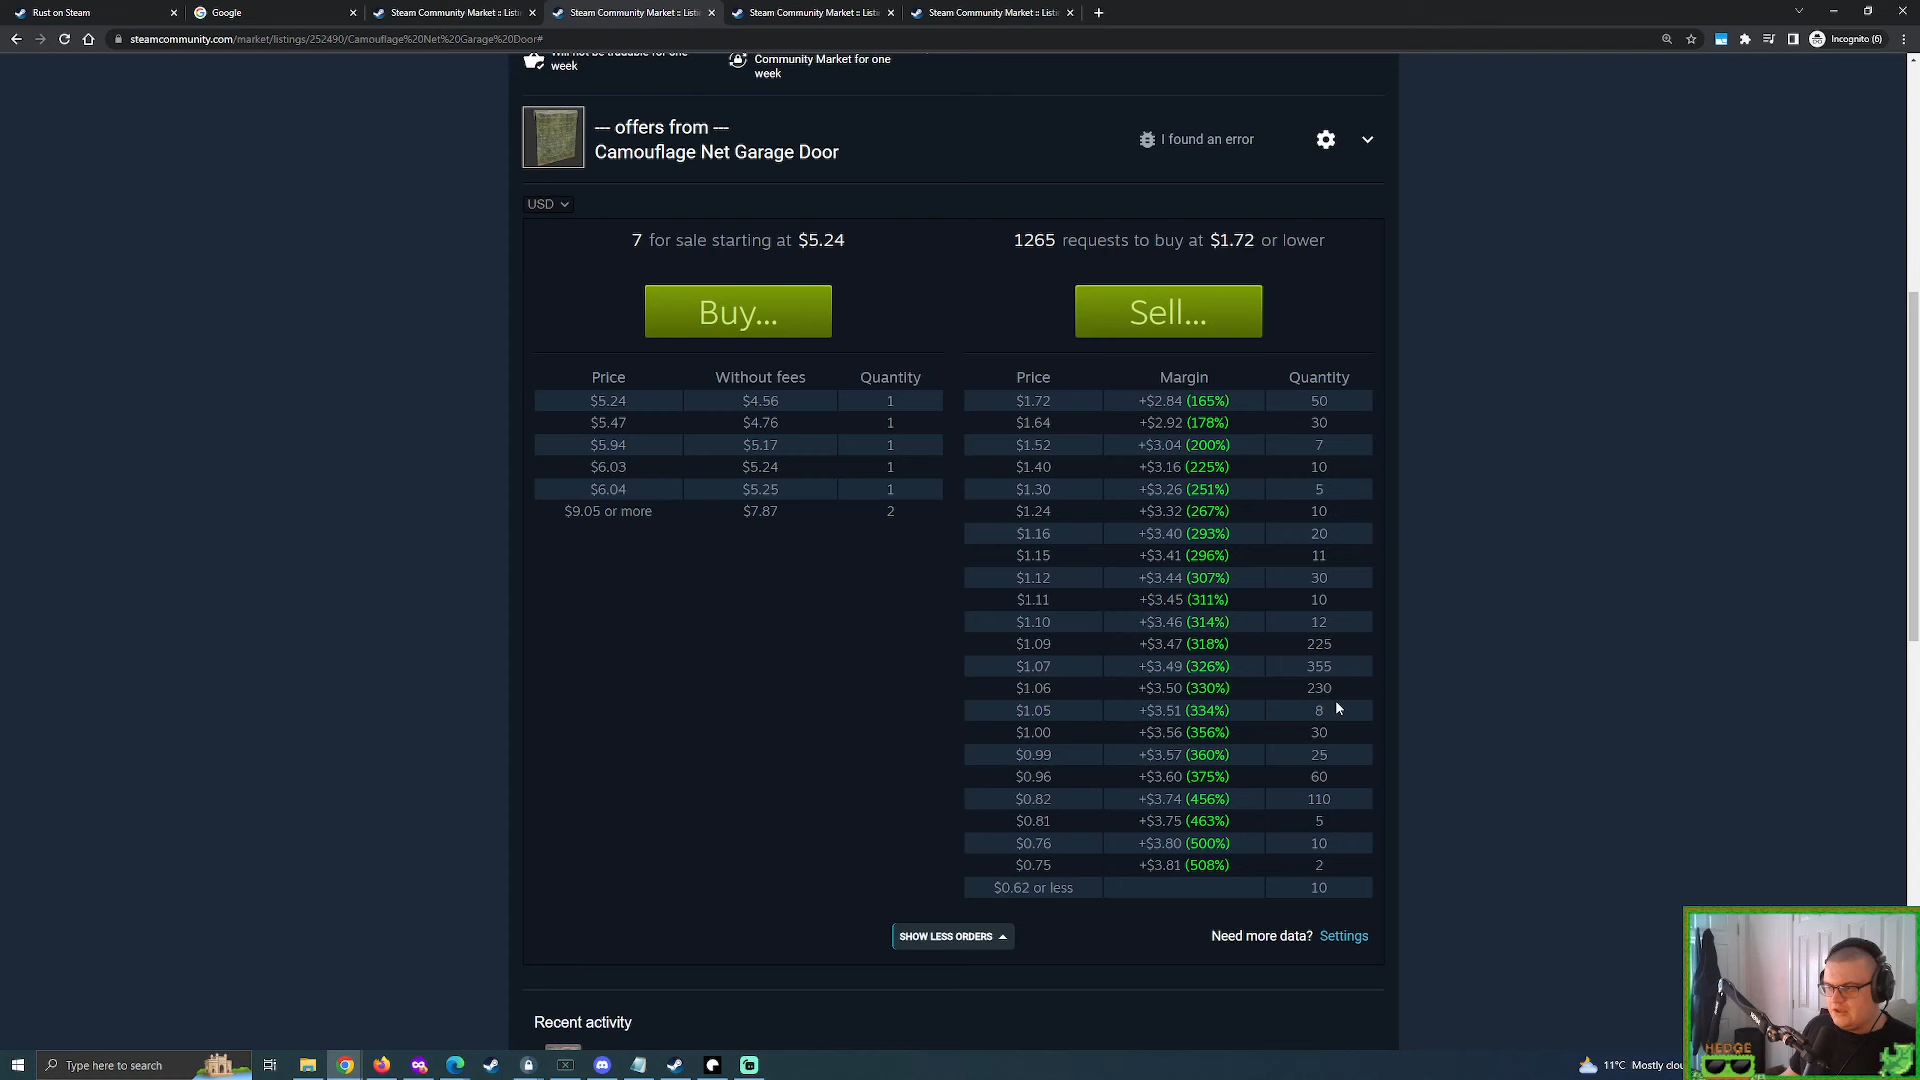 Rust on Steam
Google
Steam Community Market :: Listi
Steam Community Market :: Listi
Steam Community Market :: Listi
Steam Community Market :: Listi
steamcommunity.com/market/listings/252490/Camouflage%20Net%20Garage%20Door#
Incognito (6)
will not be tradable for one
week
Community Market for one
week
--- offers from ---
Camouflage Net Garage Door
I found an error
USD
7 for sale starting at $5.24
1265 requests to buy at $1.72 or lower
Buy...
Sell...
Price Without fees Quantity
$5.24 $4.56 1
$5.47 $4.76 1
$5.94 $5.17 1
$6.03 $5.24 1
$6.04 $5.25 1
$9.05 or more $7.87 2
Price Margin Quantity
$1.72 +$2.84 (165%) 50
$1.64 +$2.92 (178%) 30
$1.52 +$3.04 (200%) 7
$1.40 +$3.16 (225%) 10
$1.30 +$3.26 (251%) 5
$1.24 +$3.32 (267%) 10
$1.16 +$3.40 (293%) 20
$1.15 +$3.41 (296%) 11
$1.12 +$3.44 (307%) 30
$1.11 +$3.45 (311%) 10
$1.10 +$3.46 (314%) 12
$1.09 +$3.47 (318%) 225
$1.07 +$3.49 (326%) 355
$1.06 +$3.50 (330%) 230
$1.05 +$3.51 (334%) 8
$1.00 +$3.56 (356%) 30
$0.99 +$3.57 (360%) 25
$0.96 +$3.60 (375%) 60
$0.82 +$3.74 (456%) 110
$0.81 +$3.75 (463%) 5
$0.76 +$3.80 (500%) 10
$0.75 +$3.81 (508%) 2
$0.62 or less 10
SHOW LESS ORDERS
Need more data? Settings
Recent activity
Type here to search
11°C Mostly clou
HEDGE